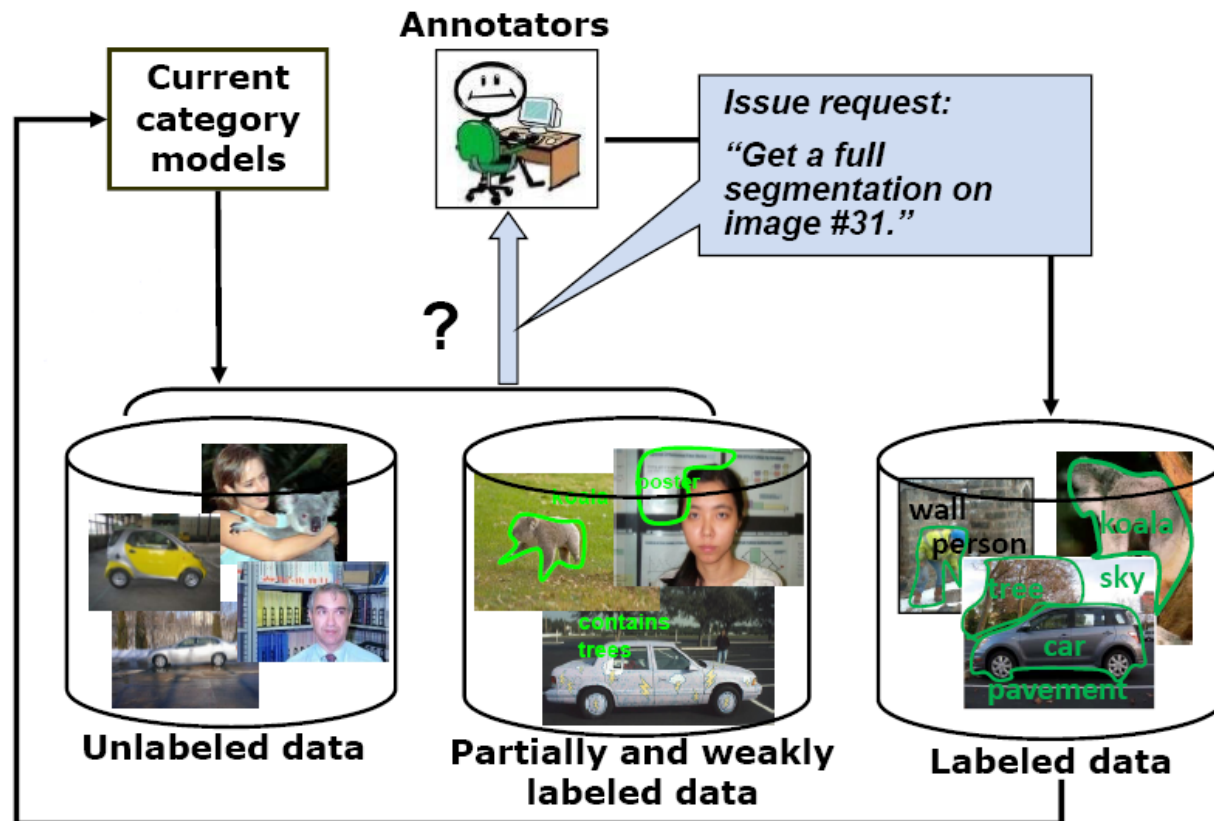 Annotators
Current
category
models
Issue request:
“Get a full
segmentation on
image #31.”
?
koala
poster
contains
trees
wall
person
koala
tree
sky
car
pavement
Unlabeled data
Partially and weakly
labeled data
Labeled data